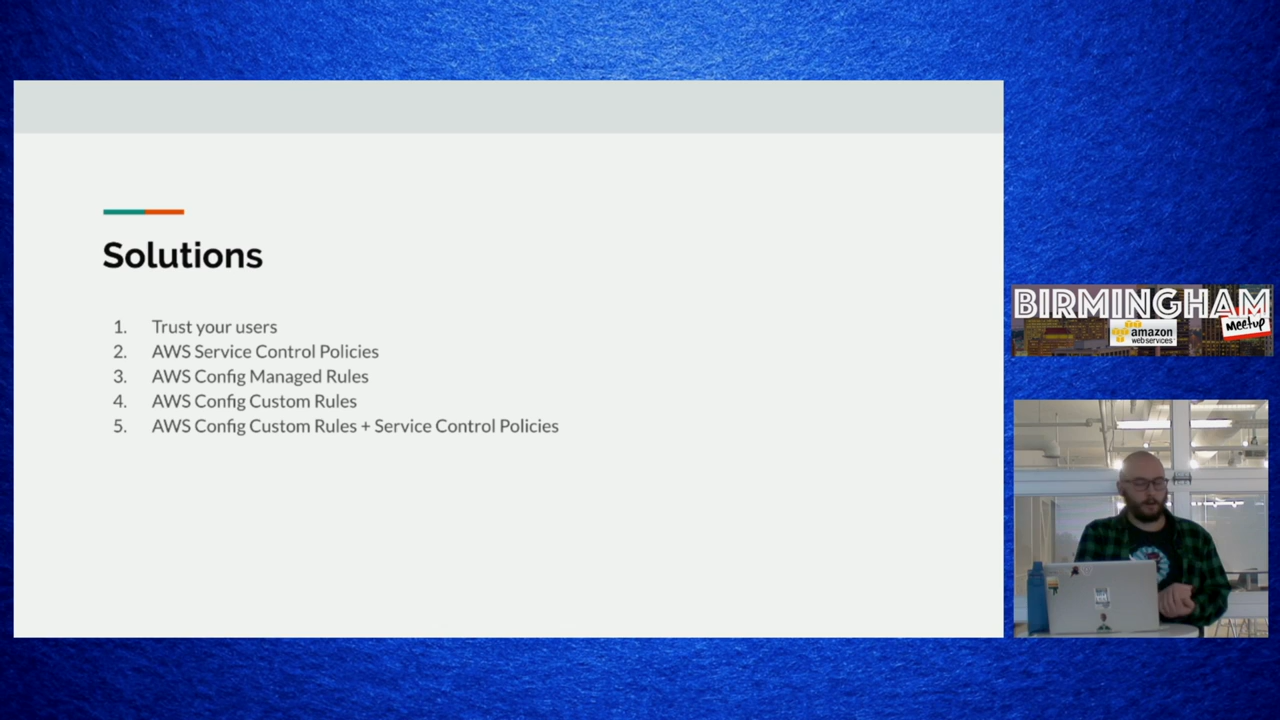 Solutions
1. Trust your users
2. AWS Service Control Policies
3. AWS Config Managed Rules
4. AWS Config Custom Rules
5. AWS Config Custom Rules + Service Control Policies
BIRMINGHAM
Meetup
amazon
web services